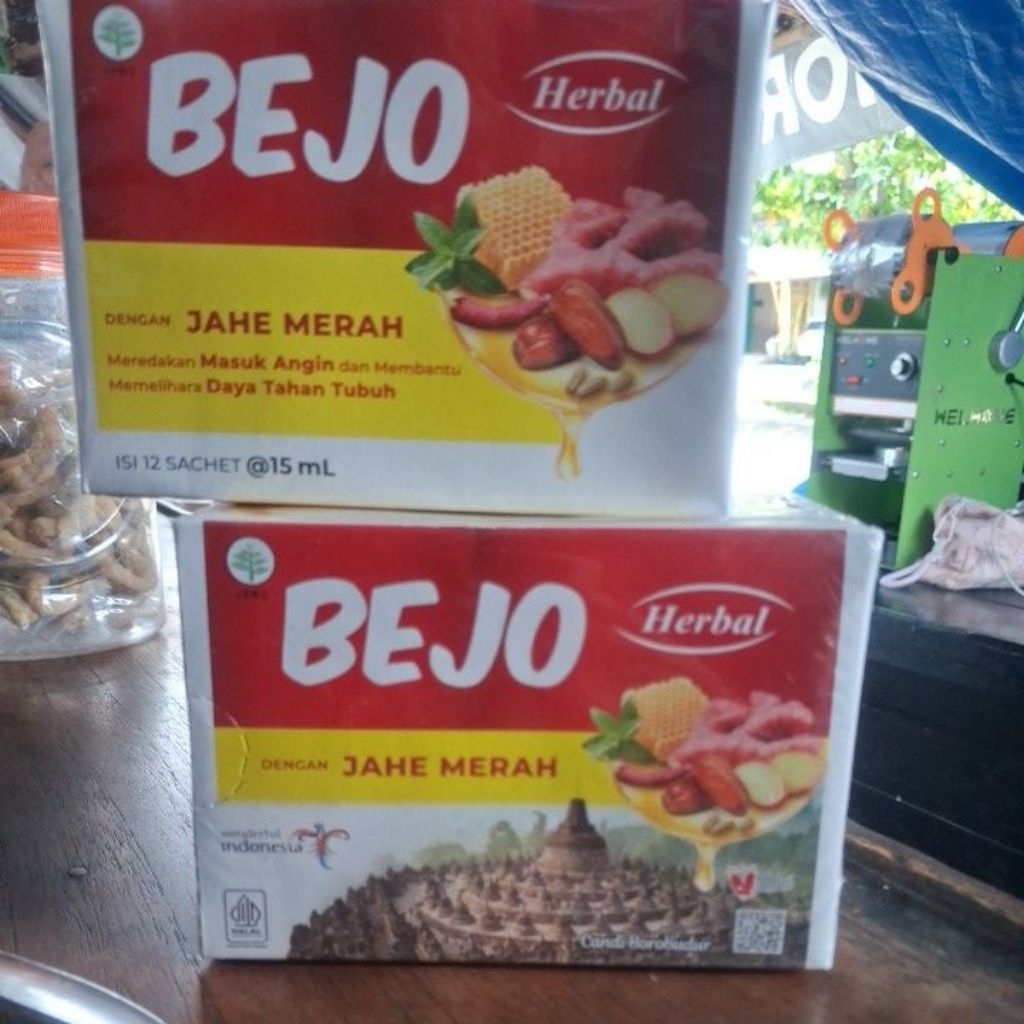 BEJO
Herbal
DENGAN JAHE MERAH
Meredakan Masuk Angin dan Membantu
Memelihara Daya Tahan Tubuh
ISI 12 SACHET @15 mL
BEJO
Herbal
DENGAN JAHE MERAH
wonderful
indonesia
HALAL
Candi Borobudur